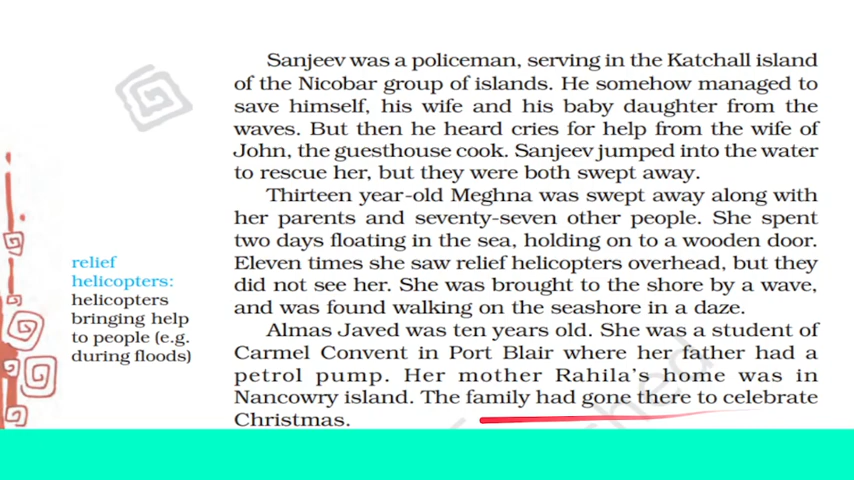 Sanjeev was a policeman, serving in the Katchall island
of the Nicobar group of islands. He somehow managed to
save himself, his wife and his baby daughter from the
waves. But then he heard cries for help from the wife of
John, the guesthouse cook. Sanjeev jumped into the water
to rescue her, but they were both swept away.
Thirteen year-old Meghna was swept away along with
her parents and seventy-seven other people. She spent
two days floating in the sea, holding on to a wooden door.
Eleven times she saw relief helicopters overhead, but they
did not see her. She was brought to the shore by a wave,
and was found walking on the seashore in a daze.
Almas Javed was ten years old. She was a student of
Carmel Convent in Port Blair where her father had a
petrol pump. Her mother Rahila's home was in
Nancowry island. The family had gone there to celebrate
Christmas.
relief
helicopters:
helicopters
bringing help
to people (e.g.
during floods)